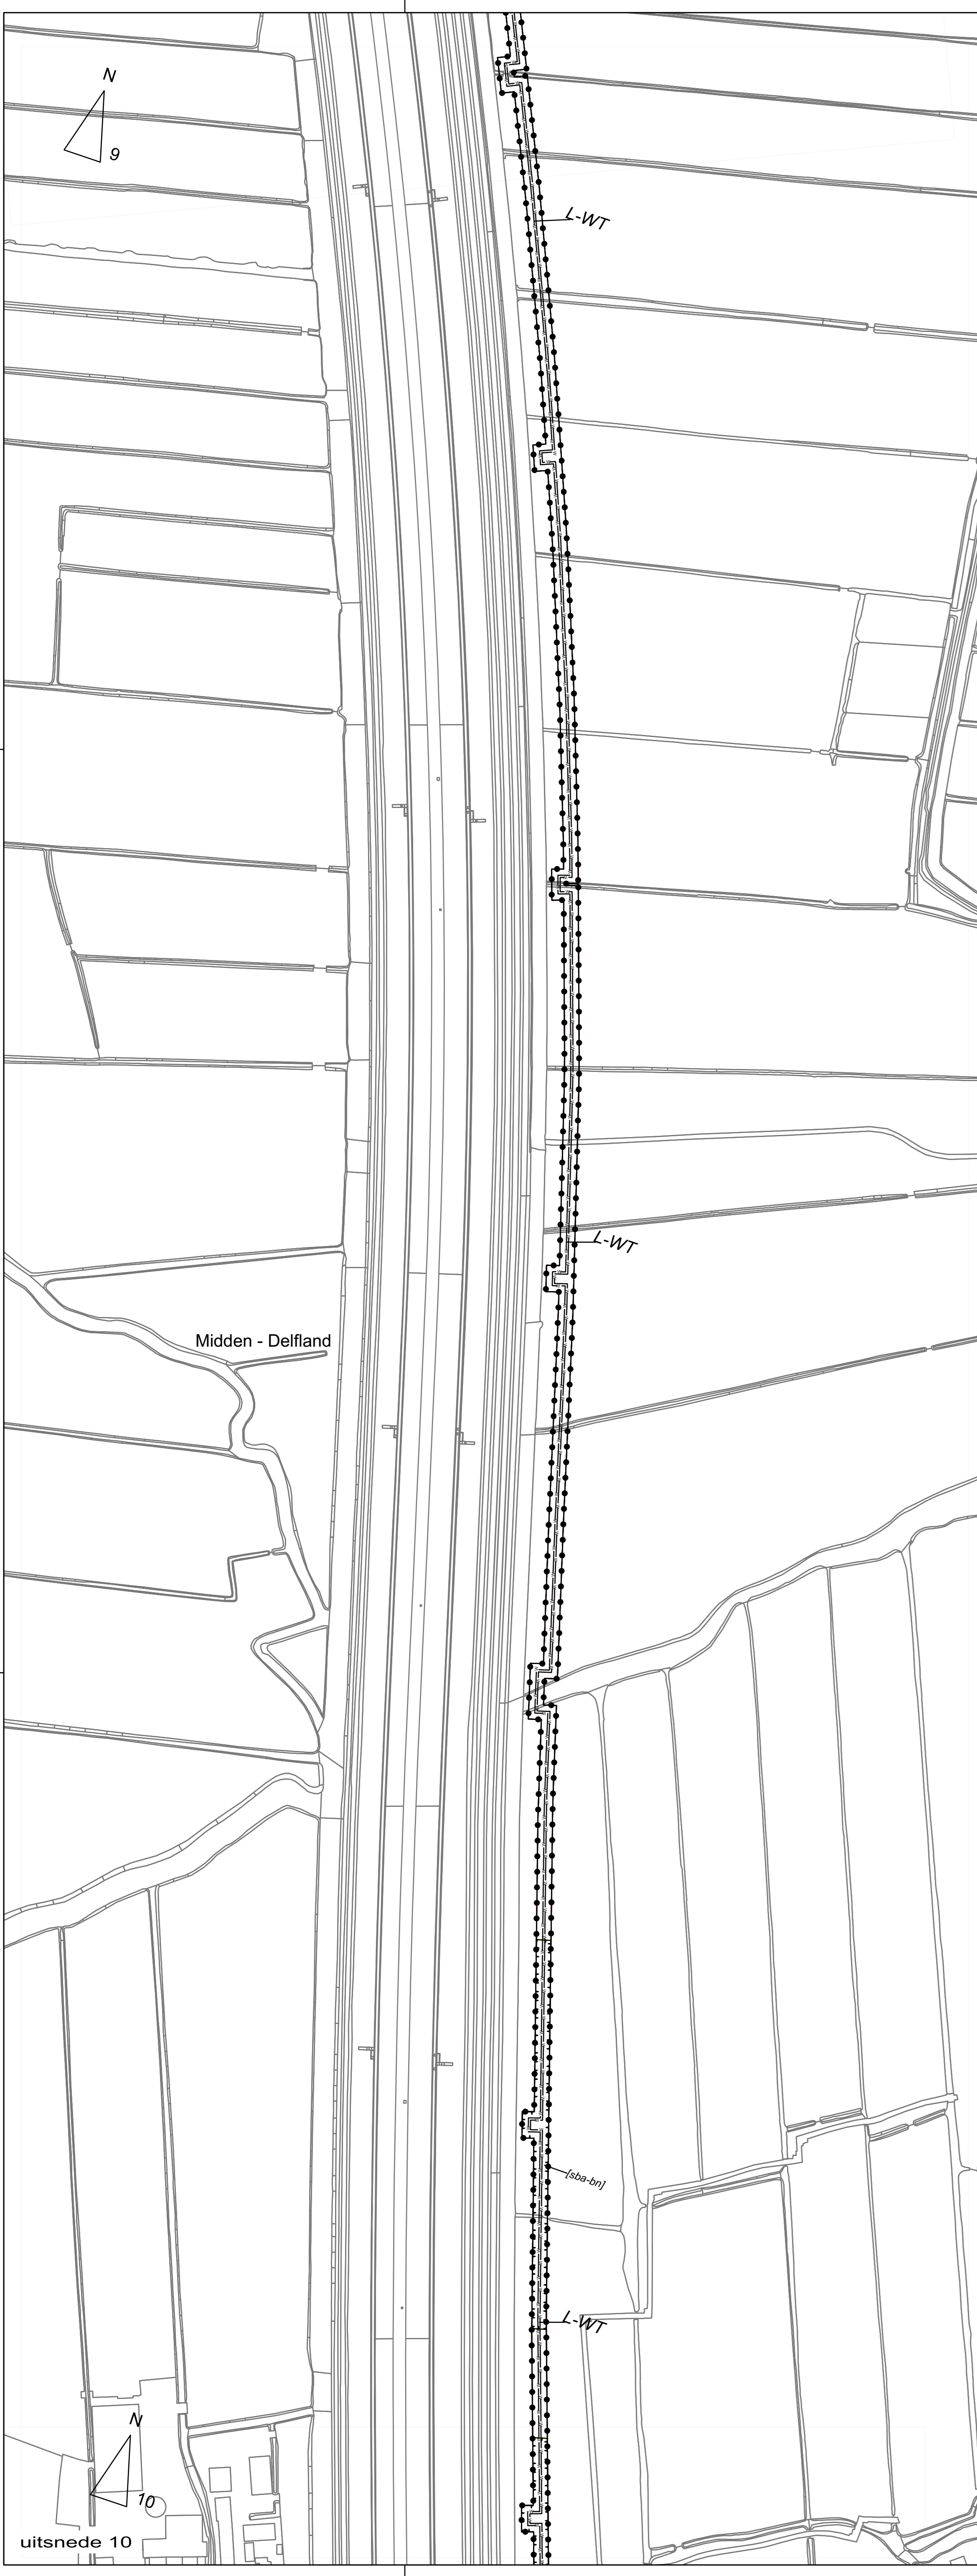 N
9
L-WT
L-WT
Midden - Delfland
[sba-bn]
L-WT
N
10
uitsnede 10